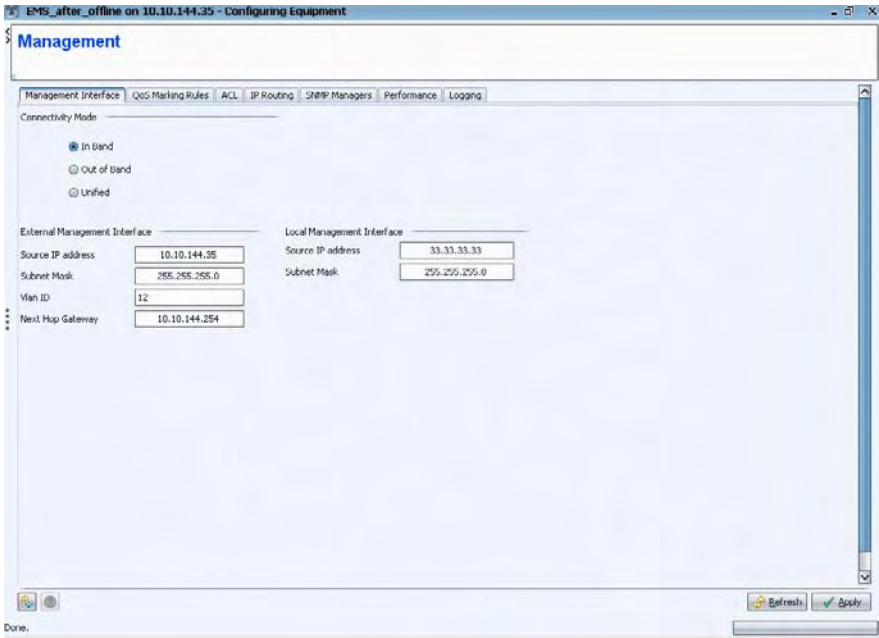 EMS_after_offline on 10.10.144.35 - Configuring Equipment
Management
Management Interface QoS Marking Rules ACL IP Routing SNMP Managers Performance Logging
Connectivity Mode
In Band
Out of Band
Unified
External Management Interface Local Management Interface
Source IP address 10.10.144.35 Source IP address 33.33.33.33
Subnet Mask 255.255.255.0 Subnet Mask 255.255.255.0
Vlan ID 12
Next Hop Gateway 10.10.144.254
Refresh Apply
Done.